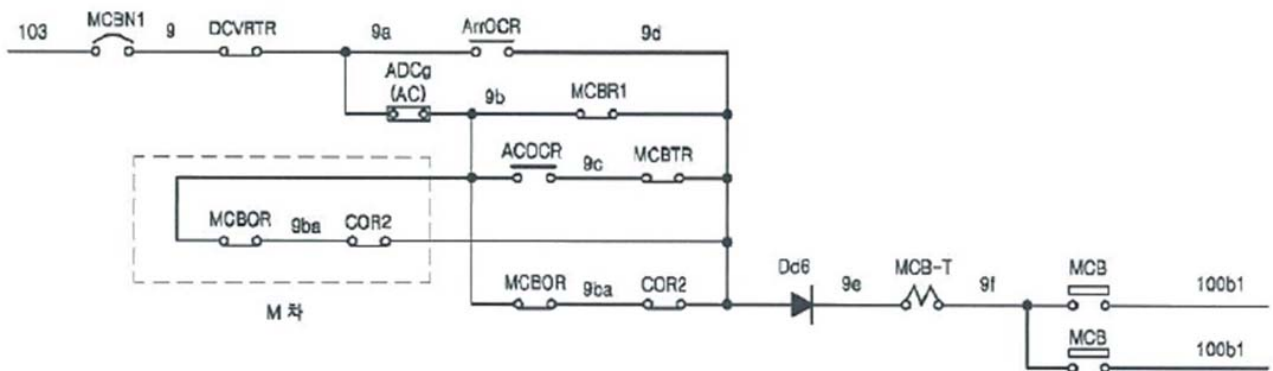 103 MCBN1 9 DCVRTR 9a ArrOCR 9d
ADCg
(AC) 9b MCBR1
ACOCR 9c MCBTR
MCBOR 9ba COR2
M 차
MCBOR 9ba COR2 Dd6 9e MCB-T 9f MCB 100b1
MCB 100b1